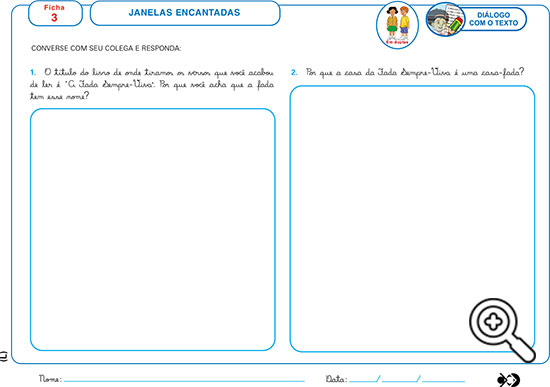 Ficha
3
JANELAS ENCANTADAS
Em duplas
DIÁLOGO
COM O TEXTO
CONVERSE COM SEU COLEGA E RESPONDA:
1. O título do livro de onde tiramos os versos que você acabou
de ler é "A Fada Sempre-Viva". Por que você acha que a fada
tem esse nome?
2. Por que a casa da Fada Sempre-Viva é uma casa-fada?
(L)
Nome:
Data: / /